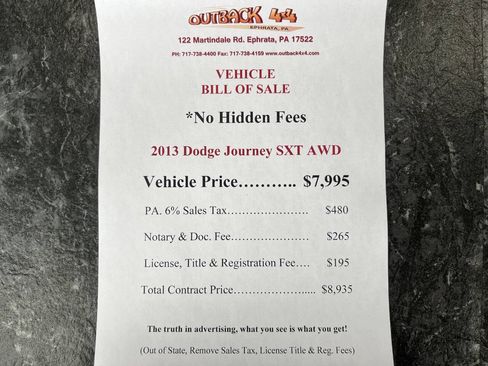 OUTBACK 4x4
EPHRATA, PA
122 Martindale Rd. Ephrata, PA 17522
PH: 717-738-4400 Fax: 717-738-4159 www.outback4x4.com
VEHICLE
BILL OF SALE
*No Hidden Fees
2013 Dodge Journey SXT AWD
Vehicle Price……….. $7,995
PA. 6% Sales Tax………………… $480
Notary & Doc. Fee……………… $265
License, Title & Registration Fee…. $195
Total Contract Price………………..... $8,935
The truth in advertising, what you see is what you get!
(Out of State, Remove Sales Tax, License Title & Reg. Fees)